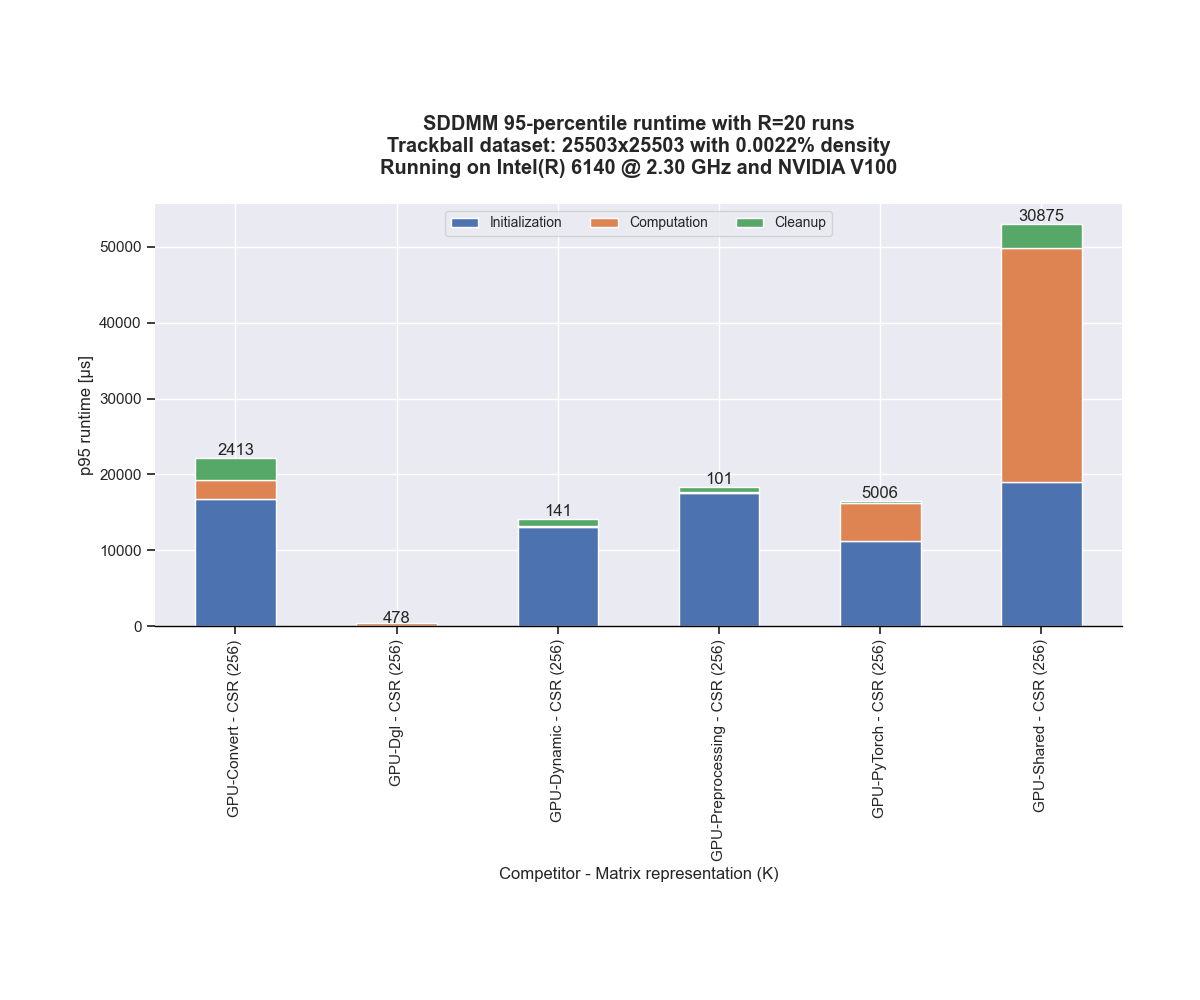 SDDMM 95-percentile runtime with R=20 runs
Trackball dataset: 25503x25503 with 0.0022% density
Running on Intel(R) 6140 @ 2.30 GHz and NVIDIA V100
Initialization Computation Cleanup
30875
50000
40000
30000
20000
10000
0
p95 runtime [μs]
2413
478
141
101
5006
GPU-Convert - CSR (256)
GPU-Dgl - CSR (256)
GPU-Dynamic - CSR (256)
GPU-Preprocessing - CSR (256)
GPU-PyTorch - CSR (256)
GPU-Shared - CSR (256)
Competitor - Matrix representation (K)